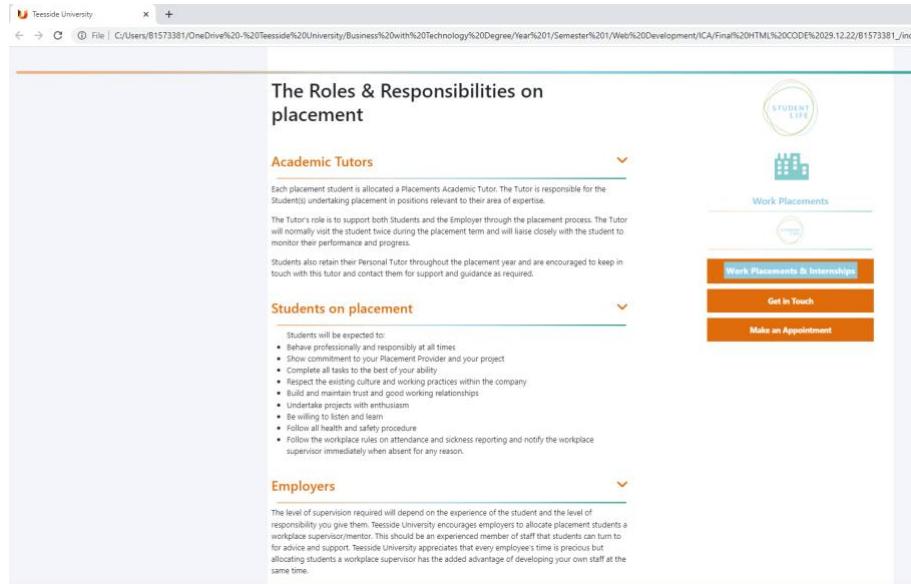 Teesside University
File | C:/Users/B1573381/OneDrive%20-%20Teesside%20University/Business%20with%20Technology%20Degree/Year%201/Semester%201/Web%20Development/ICA/Final%20HTML%20CODE%2029.12.22/B1573381_/ind
The Roles & Responsibilities on
placement
Academic Tutors
Each placement student is allocated a Placements Academic Tutor. The Tutor is responsible for the
Student(s) undertaking placement in positions relevant to their area of expertise.
The Tutor's role is to support both Students and the Employer through the placement process. The Tutor
will normally visit the student twice during the placement term and will liaise closely with the student to
monitor their performance and progress.
Students also retain their Personal Tutor throughout the placement year and are encouraged to keep in
touch with this tutor and contact them for support and guidance as required.
Students on placement
Students will be expected to:
• Behave professionally and responsibly at all times
• Show commitment to your Placement Provider and your project
• Complete all tasks to the best of your ability
• Respect the existing culture and working practices within the company
• Build and maintain trust and good working relationships
• Undertake projects with enthusiasm
• Be willing to listen and learn
• Follow all health and safety procedure
• Follow the workplace rules on attendance and sickness reporting and notify the workplace
supervisor immediately when absent for any reason.
Employers
The level of supervision required will depend on the experience of the student and the level of
responsibility you give them. Teesside University encourages employers to allocate placement students a
workplace supervisor/mentor. This should be an experienced member of staff that students can turn to
for advice and support. Teesside University appreciates that every employee's time is precious but
allocating students a workplace supervisor has the added advantage of developing your own staff at the
same time.
STUDENT
LIFE
Work Placements
STUDENT
LIFE
Work Placements & Internships
Get in Touch
Make an Appointment